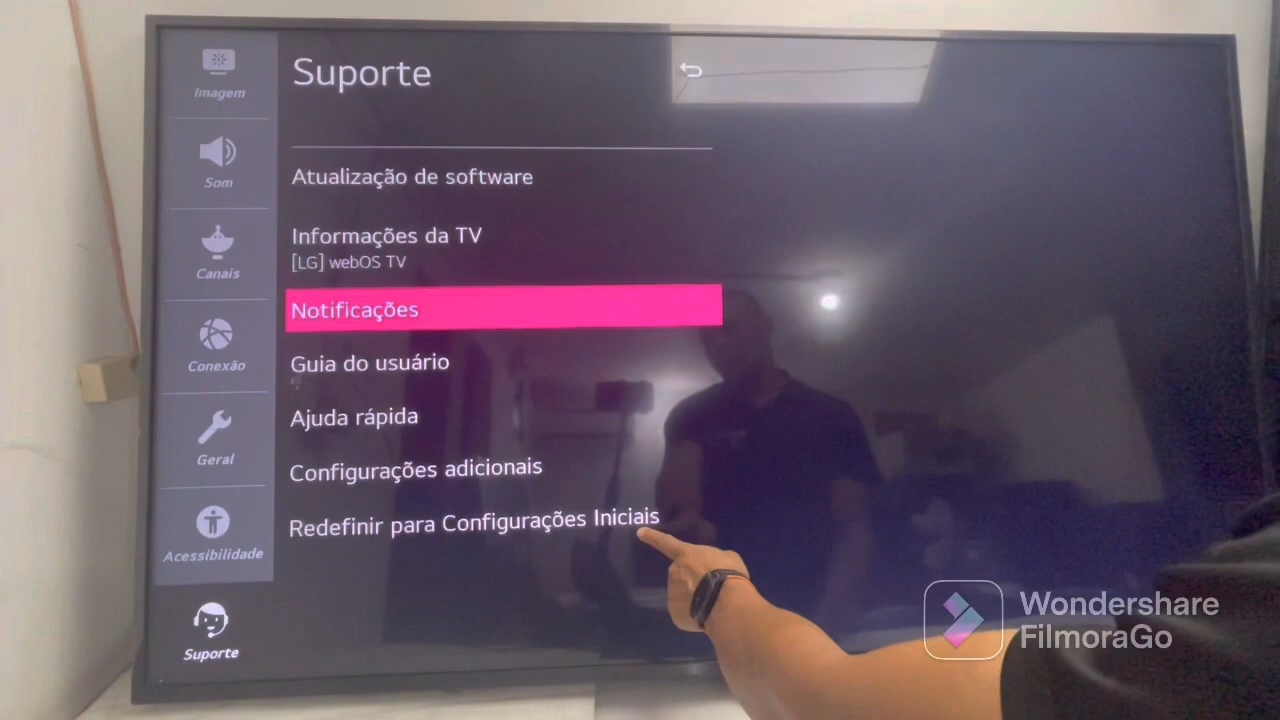 Imagem
Som
Canais
Conexão
Geral
Acessibilidade
Suporte
Suporte
Atualização de software
Informações da TV
[LG] webOS TV
Notificações
Guia do usuário
Ajuda rápida
Configurações adicionais
Redefinir para Configurações Iniciais
Wondershare
FilmoraGo